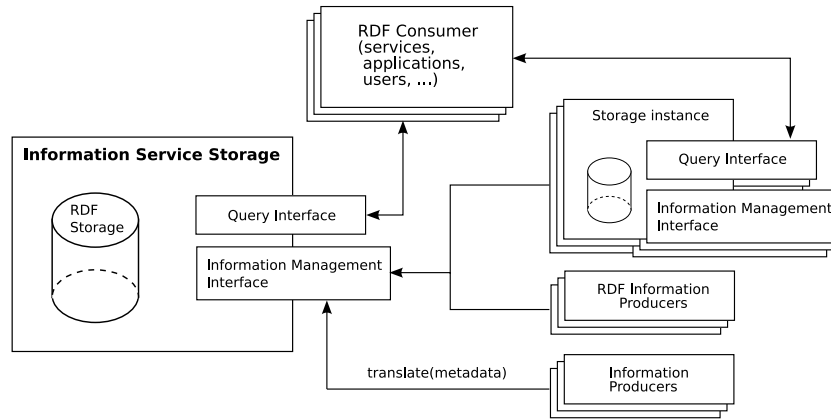 RDF Consumer
(services,
applications,
users, ...)
Storage instance
Information Service Storage
Query Interface
RDF
Storage
Query Interface
Information Management
Interface
Information Management
Interface
RDF Information
Producers
translate(metadata)
Information
Producers